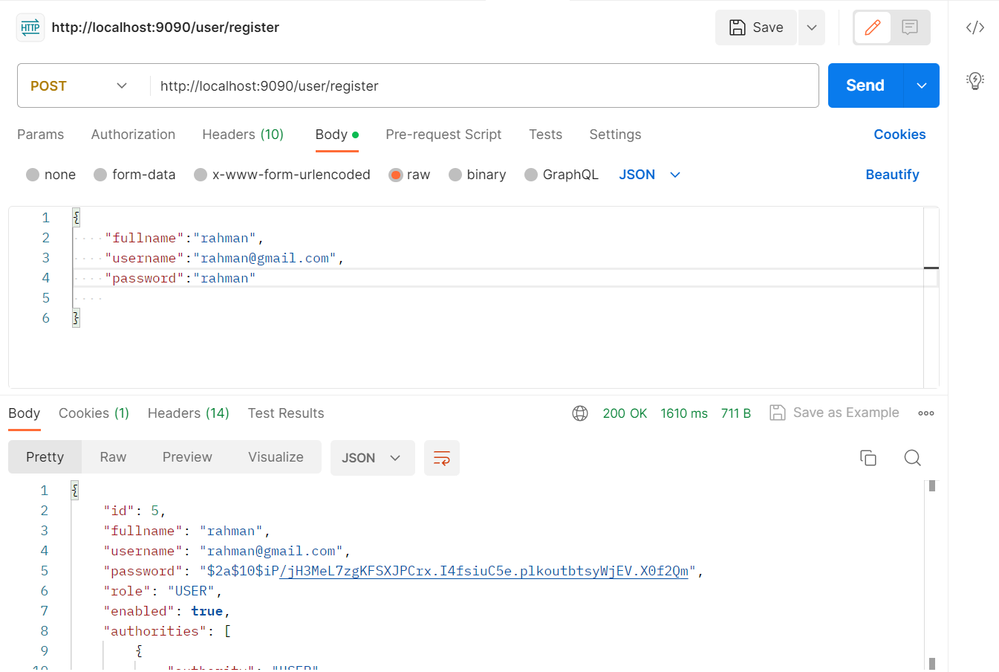 HTTP http://localhost:9090/user/register Save
POST http://localhost:9090/user/register Send
Params Authorization Headers (10) Body Pre-request Script Tests Settings Cookies
none form-data x-www-form-urlencoded raw binary GraphQL JSON Beautify
1 {
2 "fullname":"rahman",
3 "username":"rahman@gmail.com",
4 "password":"rahman"
5
6 }
Body Cookies (1) Headers (14) Test Results 200 OK 1610 ms 711 B Save as Example
Pretty Raw Preview Visualize JSON
1 {
2 "id": 5,
3 "fullname": "rahman",
4 "username": "rahman@gmail.com",
5 "password": "$2a$10$iP/jH3MeL7zgKFSXJPCrx.I4fsiuC5e.plkoutbtsyWjEV.X0f2Qm",
6 "role": "USER",
7 "enabled": true,
8 "authorities": [
9 {
10 "authority": "USER"